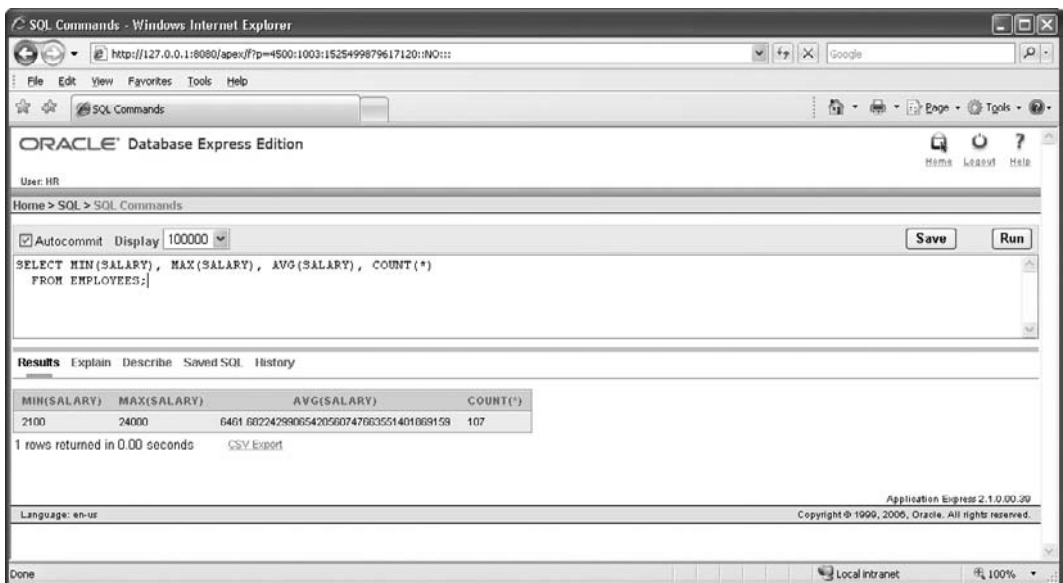 SQL Commands - Windows Internet Explorer
http://127.0.0.1:8080/apex/f?p=4500:1003:1525499879617120::NO:::
Google
File Edit View Favorites Tools Help
SQL Commands
Page Tools
ORACLE Database Express Edition
Home Logout Help
User: HR
Home > SQL > SQL Commands
Autocommit Display 100000 Save Run
SELECT MIN(SALARY), MAX(SALARY), AVG(SALARY), COUNT(*)
FROM EMPLOYEES;
Results Explain Describe Saved SQL History
MIN(SALARY) MAX(SALARY) AVG(SALARY) COUNT(*)
2100 24000 6461.68224299065420560747663551401869159 107
1 rows returned in 0.00 seconds CSV Export
Application Express 2.1.0.00.39
Language: en-us Copyright © 1999, 2006, Oracle. All rights reserved.
Done Local intranet 100%